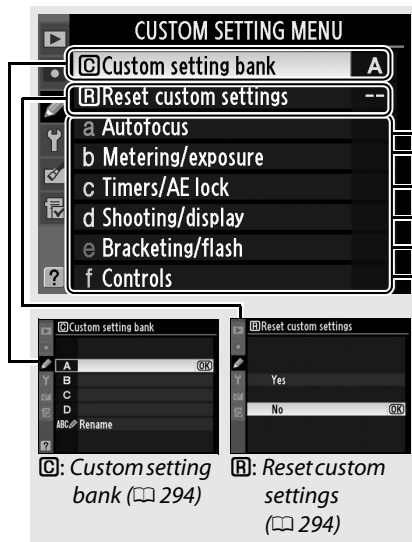 CUSTOM SETTING MENU
C Custom setting bank A
R Reset custom settings --
a Autofocus
b Metering/exposure
c Timers/AE lock
d Shooting/display
e Bracketing/flash
f Controls
?
C Custom setting bank
A OK
B
C
D
ABC Rename
?
R Reset custom settings
Yes
No OK
C: Custom setting
bank (294)
R: Reset custom
settings
(294)